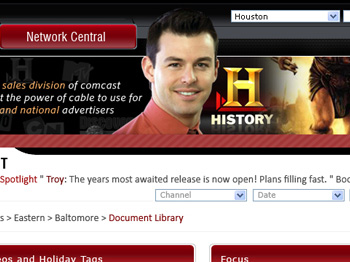 Houston
Network Central
sales division of comcast
t the power of cable to use for
and national advertisers
H
HISTORY
T
Spotlight " Troy: The years most awaited release is now open! Plans filling fast. " Boo
Channel
Date
s > Eastern > Baltomore > Document Library
eos and Holiday Tags
Focus